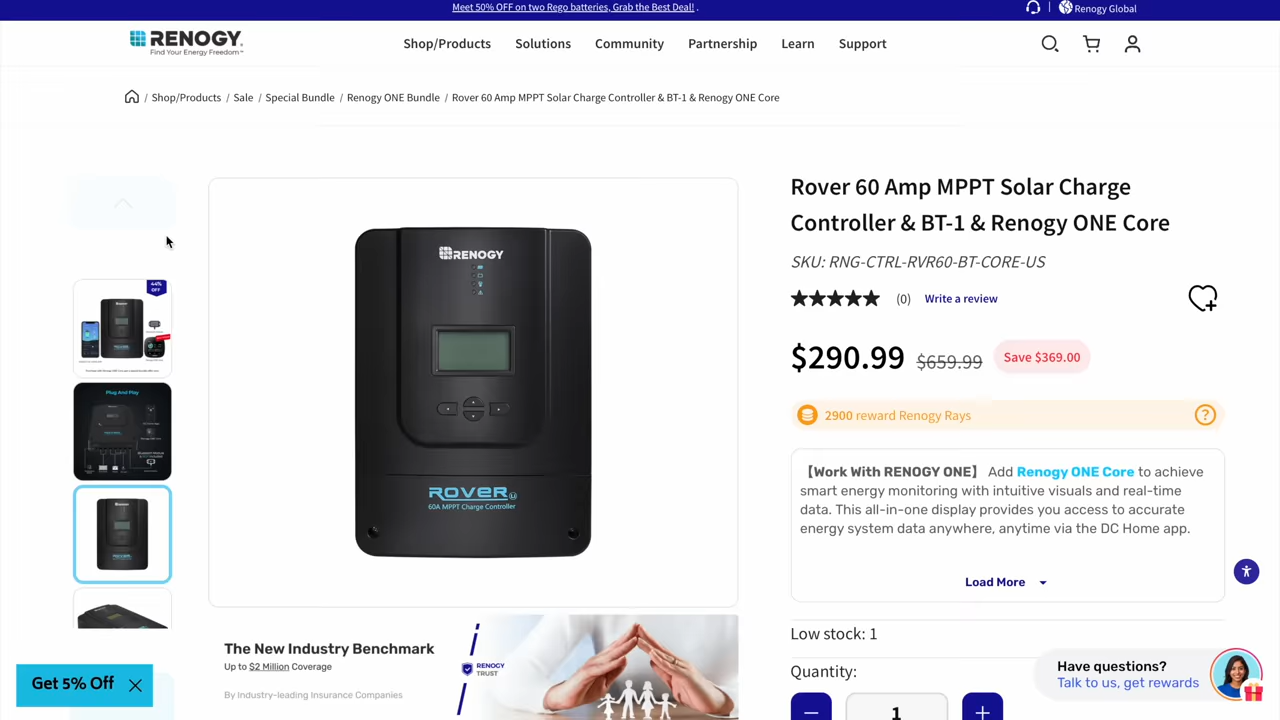 Meet 50% OFF on two Rego batteries, Grab the Best Deal! .
Renogy Global
RENOGY.
Find Your Energy Freedom™
Shop/Products
Solutions
Community
Partnership
Learn
Support
/ Shop/Products / Sale / Special Bundle / Renogy ONE Bundle / Rover 60 Amp MPPT Solar Charge Controller & BT-1 & Renogy ONE Core
44%
OFF
Plug And Play
RENOGY
ROVER
60A MPPT Charge Controller
Rover 60 Amp MPPT Solar Charge
Controller & BT-1 & Renogy ONE Core
SKU: RNG-CTRL-RVR60-BT-CORE-US
★★★★★ (0) Write a review
$290.99 $659.99 Save $369.00
2900 reward Renogy Rays ?
【Work With RENOGY ONE】 Add Renogy ONE Core to achieve
smart energy monitoring with intuitive visuals and real-time
data. This all-in-one display provides you access to accurate
energy system data anywhere, anytime via the DC Home app.
Load More
Low stock: 1
Quantity:
1
The New Industry Benchmark
Up to $2 Million Coverage
By Industry-leading Insurance Companies
RENOGY
TRUST
Get 5% Off
Have questions?
Talk to us, get rewards